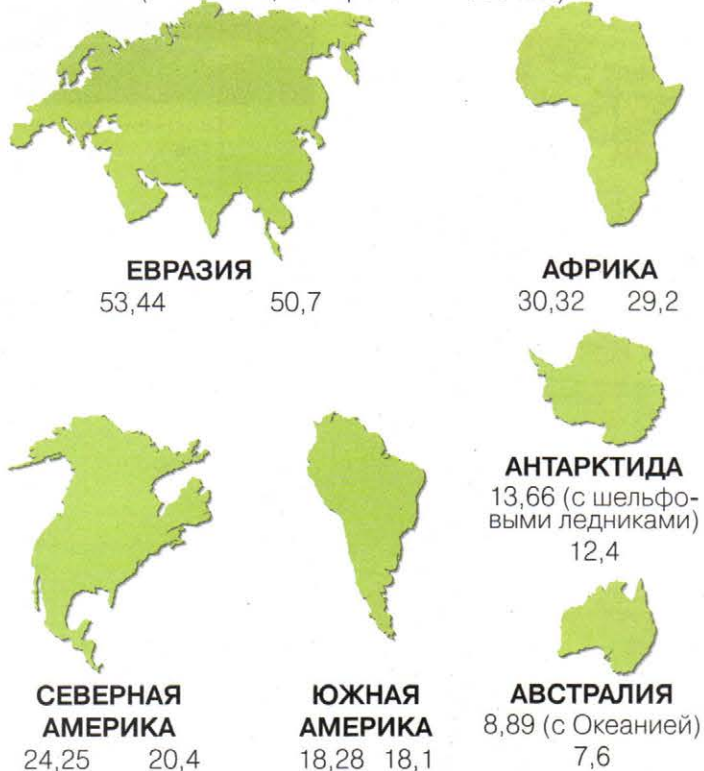 ЕВРАЗИЯ
53,44 50,7
АФРИКА
30,32 29,2
АНТАРКТИДА
13,66 (с шельфо-
выми ледниками)
12,4
СЕВЕРНАЯ
АМЕРИКА
24,25 20,4
ЮЖНАЯ
АМЕРИКА
18,28 18,1
АВСТРАЛИЯ
8,89 (с Океанией)
7,6